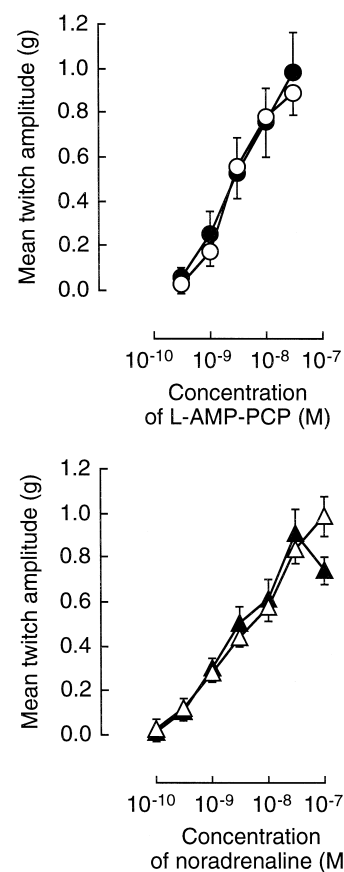 Mean twitch amplitude (g)
1.2
1.0
0.8
0.6
0.4
0.2
0.0
10-10 10-9 10-8 10-7
Concentration
of L-AMP-PCP (M)
Mean twitch amplitude (g)
1.2
1.0
0.8
0.6
0.4
0.2
0.0
10-10 10-9 10-8 10-7
Concentration
of noradrenaline (M